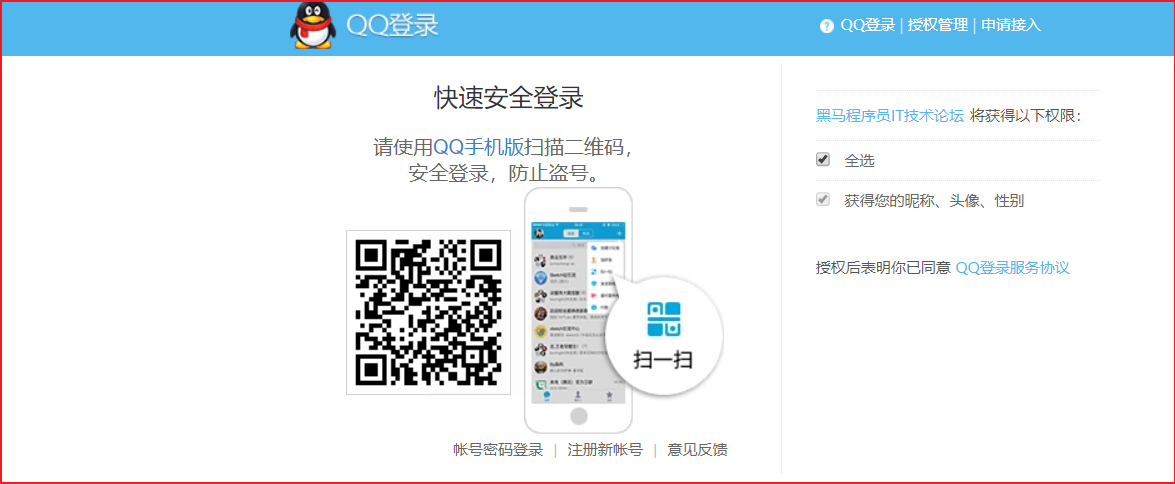 QQ登录
QQ登录 | 授权管理 | 申请接入
快速安全登录
请使用QQ手机版扫描二维码，
安全登录，防止盗号。
扫一扫
帐号密码登录 | 注册新帐号 | 意见反馈
黑马程序员IT技术论坛 将获得以下权限：
全选
获得您的昵称、头像、性别
授权后表明你已同意 QQ登录服务协议